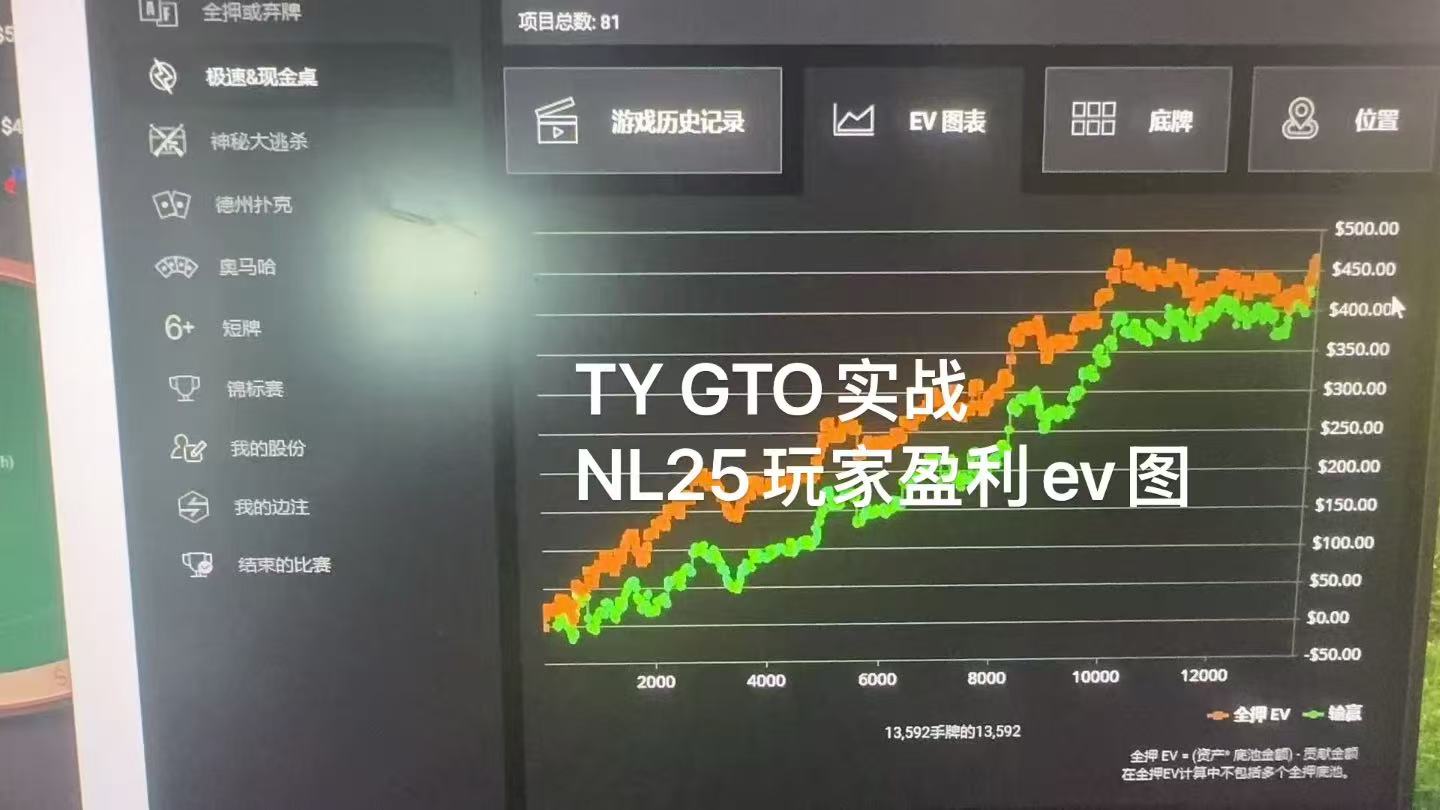 全押或弃牌
极速&现金桌
神秘大逃杀
德州扑克
奥马哈
6+ 短牌
锦标赛
我的股份
我的边注
结束的比赛
项目总数: 81
游戏历史记录
EV 图表
底牌
位置
$500.00
$450.00
$400.00
$350.00
$300.00
$250.00
$200.00
$150.00
$100.00
$50.00
$0.00
-$50.00
TY GTO 实战
NL25 玩家盈利 ev 图
2000 4000 6000 8000 10000 12000
全押 EV 输赢
13,592手牌的13,592
全押 EV = (资产* 底池金额) - 贡献金额
在全押EV计算中不包括多个全押底池。